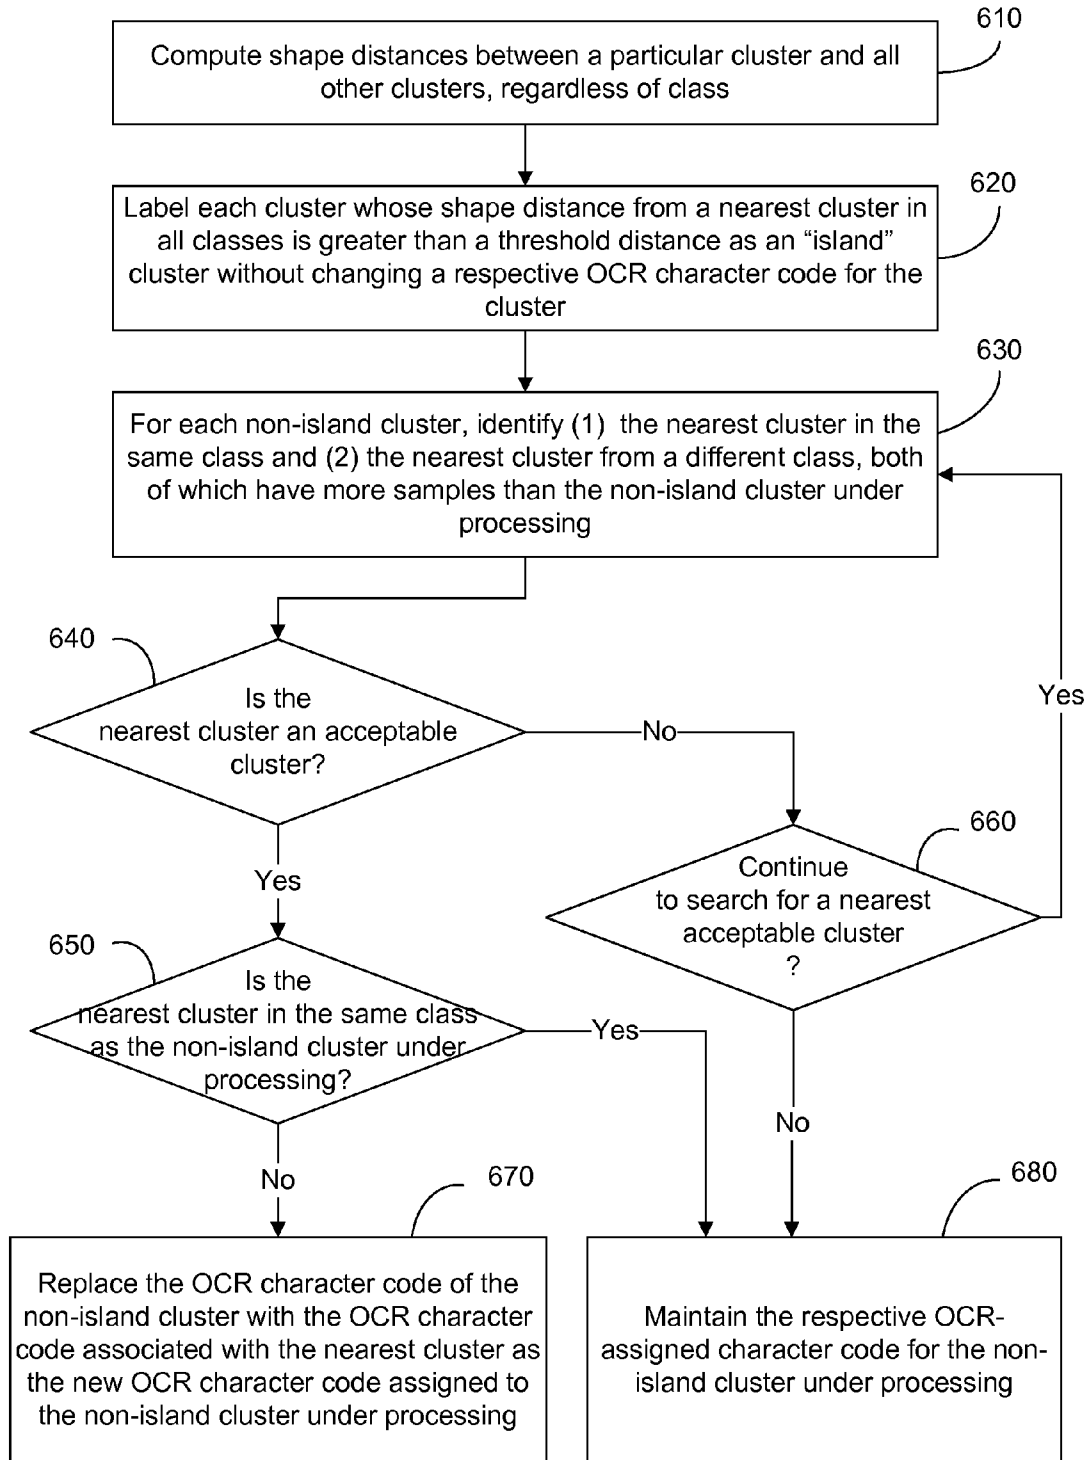 610
Compute shape distances between a particular cluster and all
other clusters, regardless of class
620
Label each cluster whose shape distance from a nearest cluster in
all classes is greater than a threshold distance as an “island”
cluster without changing a respective OCR character code for the
cluster
630
For each non-island cluster, identify (1) the nearest cluster in the
same class and (2) the nearest cluster from a different class, both
of which have more samples than the non-island cluster under
processing
640
Is the
nearest cluster an acceptable
cluster?
No
Yes
660
Continue
to search for a nearest
acceptable cluster
?
Yes
650
Is the
nearest cluster in the same class
as the non-island cluster under
processing?
Yes
No
No
670
Replace the OCR character code of the
non-island cluster with the OCR character
code associated with the nearest cluster as
the new OCR character code assigned to
the non-island cluster under processing
680
Maintain the respective OCR-
assigned character code for the non-
island cluster under processing